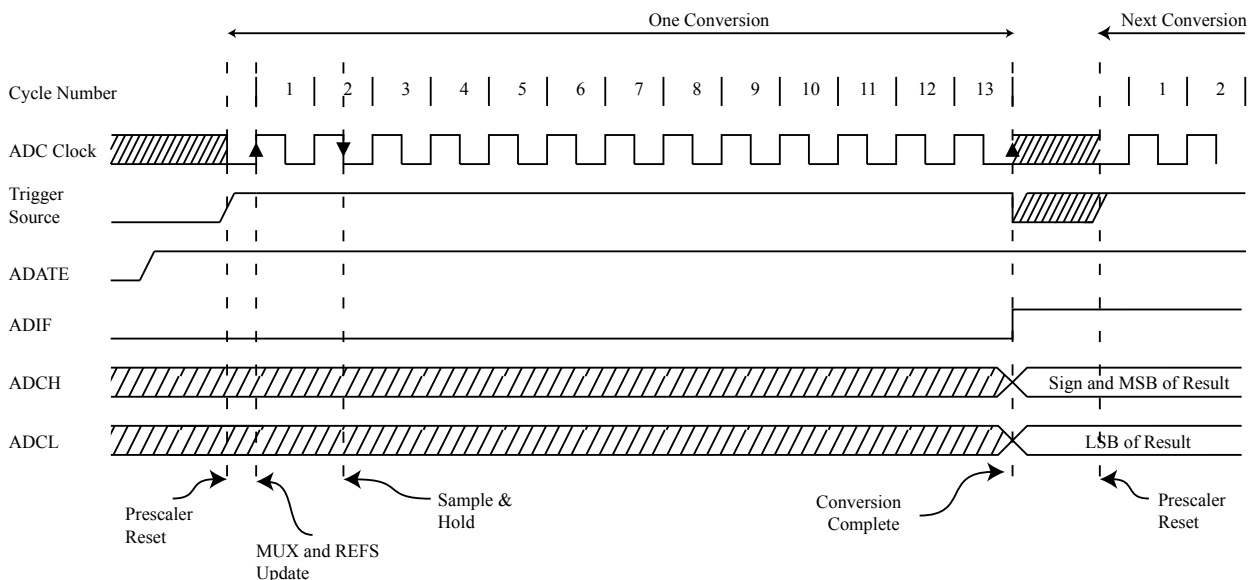 One Conversion
Next Conversion
Cycle Number
1 2 3 4 5 6 7 8 9 10 11 12 13 1 2
ADC Clock
Trigger
Source
ADATE
ADIF
ADCH
Sign and MSB of Result
ADCL
LSB of Result
Prescaler
Reset
MUX and REFS
Update
Sample &
Hold
Conversion
Complete
Prescaler
Reset